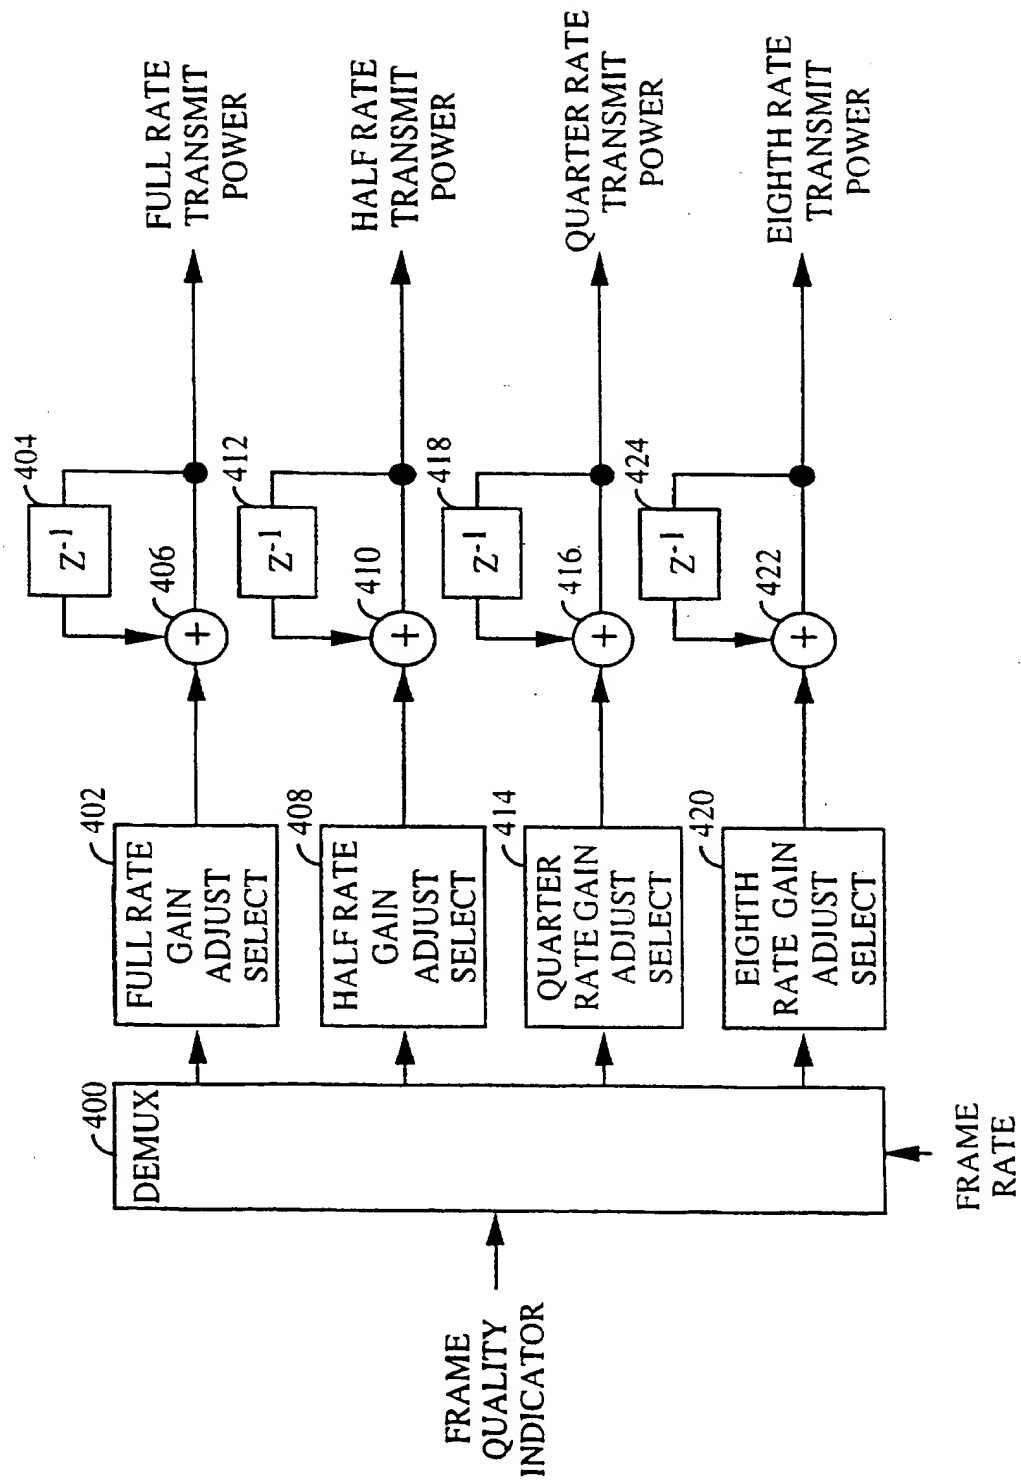 FRAME
QUALITY
INDICATOR
FRAME
RATE
400
DEMUX
402
FULL RATE
GAIN
ADJUST
SELECT
404
Z-1
406
+
FULL RATE
TRANSMIT
POWER
408
HALF RATE
GAIN
ADJUST
SELECT
412
Z-1
410
+
HALF RATE
TRANSMIT
POWER
414
QUARTER
RATE GAIN
ADJUST
SELECT
418
Z-1
416
+
QUARTER RATE
TRANSMIT
POWER
420
EIGHTH
RATE GAIN
ADJUST
SELECT
424
Z-1
422
+
EIGHTH RATE
TRANSMIT
POWER